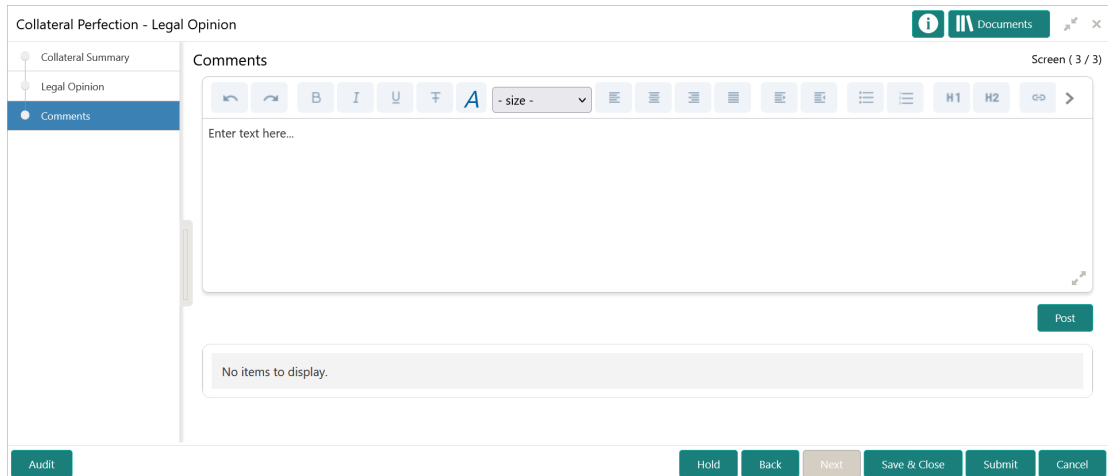 Collateral Perfection - Legal Opinion
Documents
Collateral Summary
Legal Opinion
Comments
Comments
Screen ( 3 / 3)
B I U T A - size - H1 H2
Enter text here...
Post
No items to display.
Audit
Hold Back Next Save & Close Submit Cancel